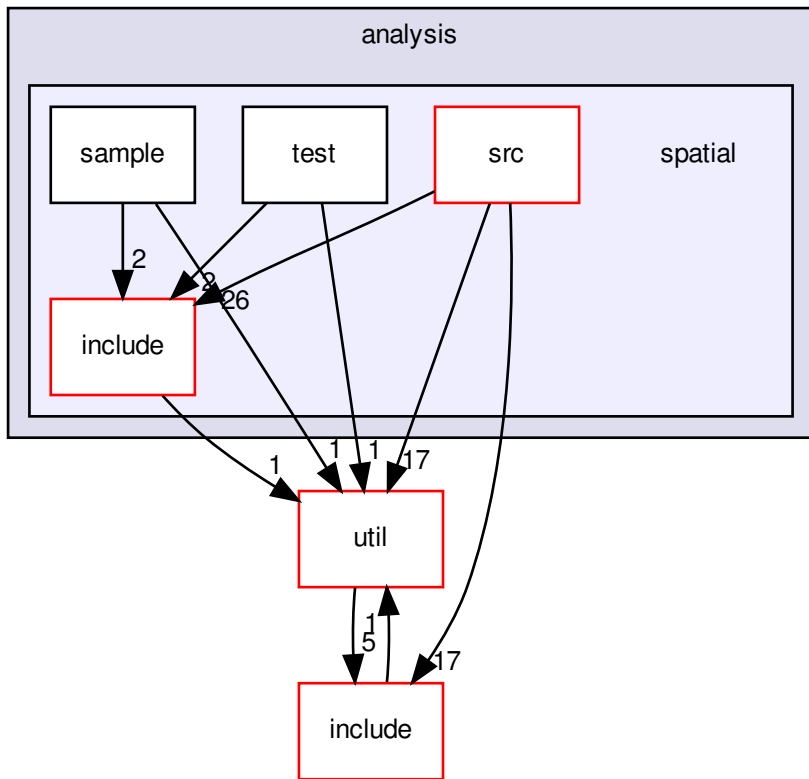 analysis
sample
test
src
spatial
2
2
26
include
1
1
1
17
util
1
5
17
include